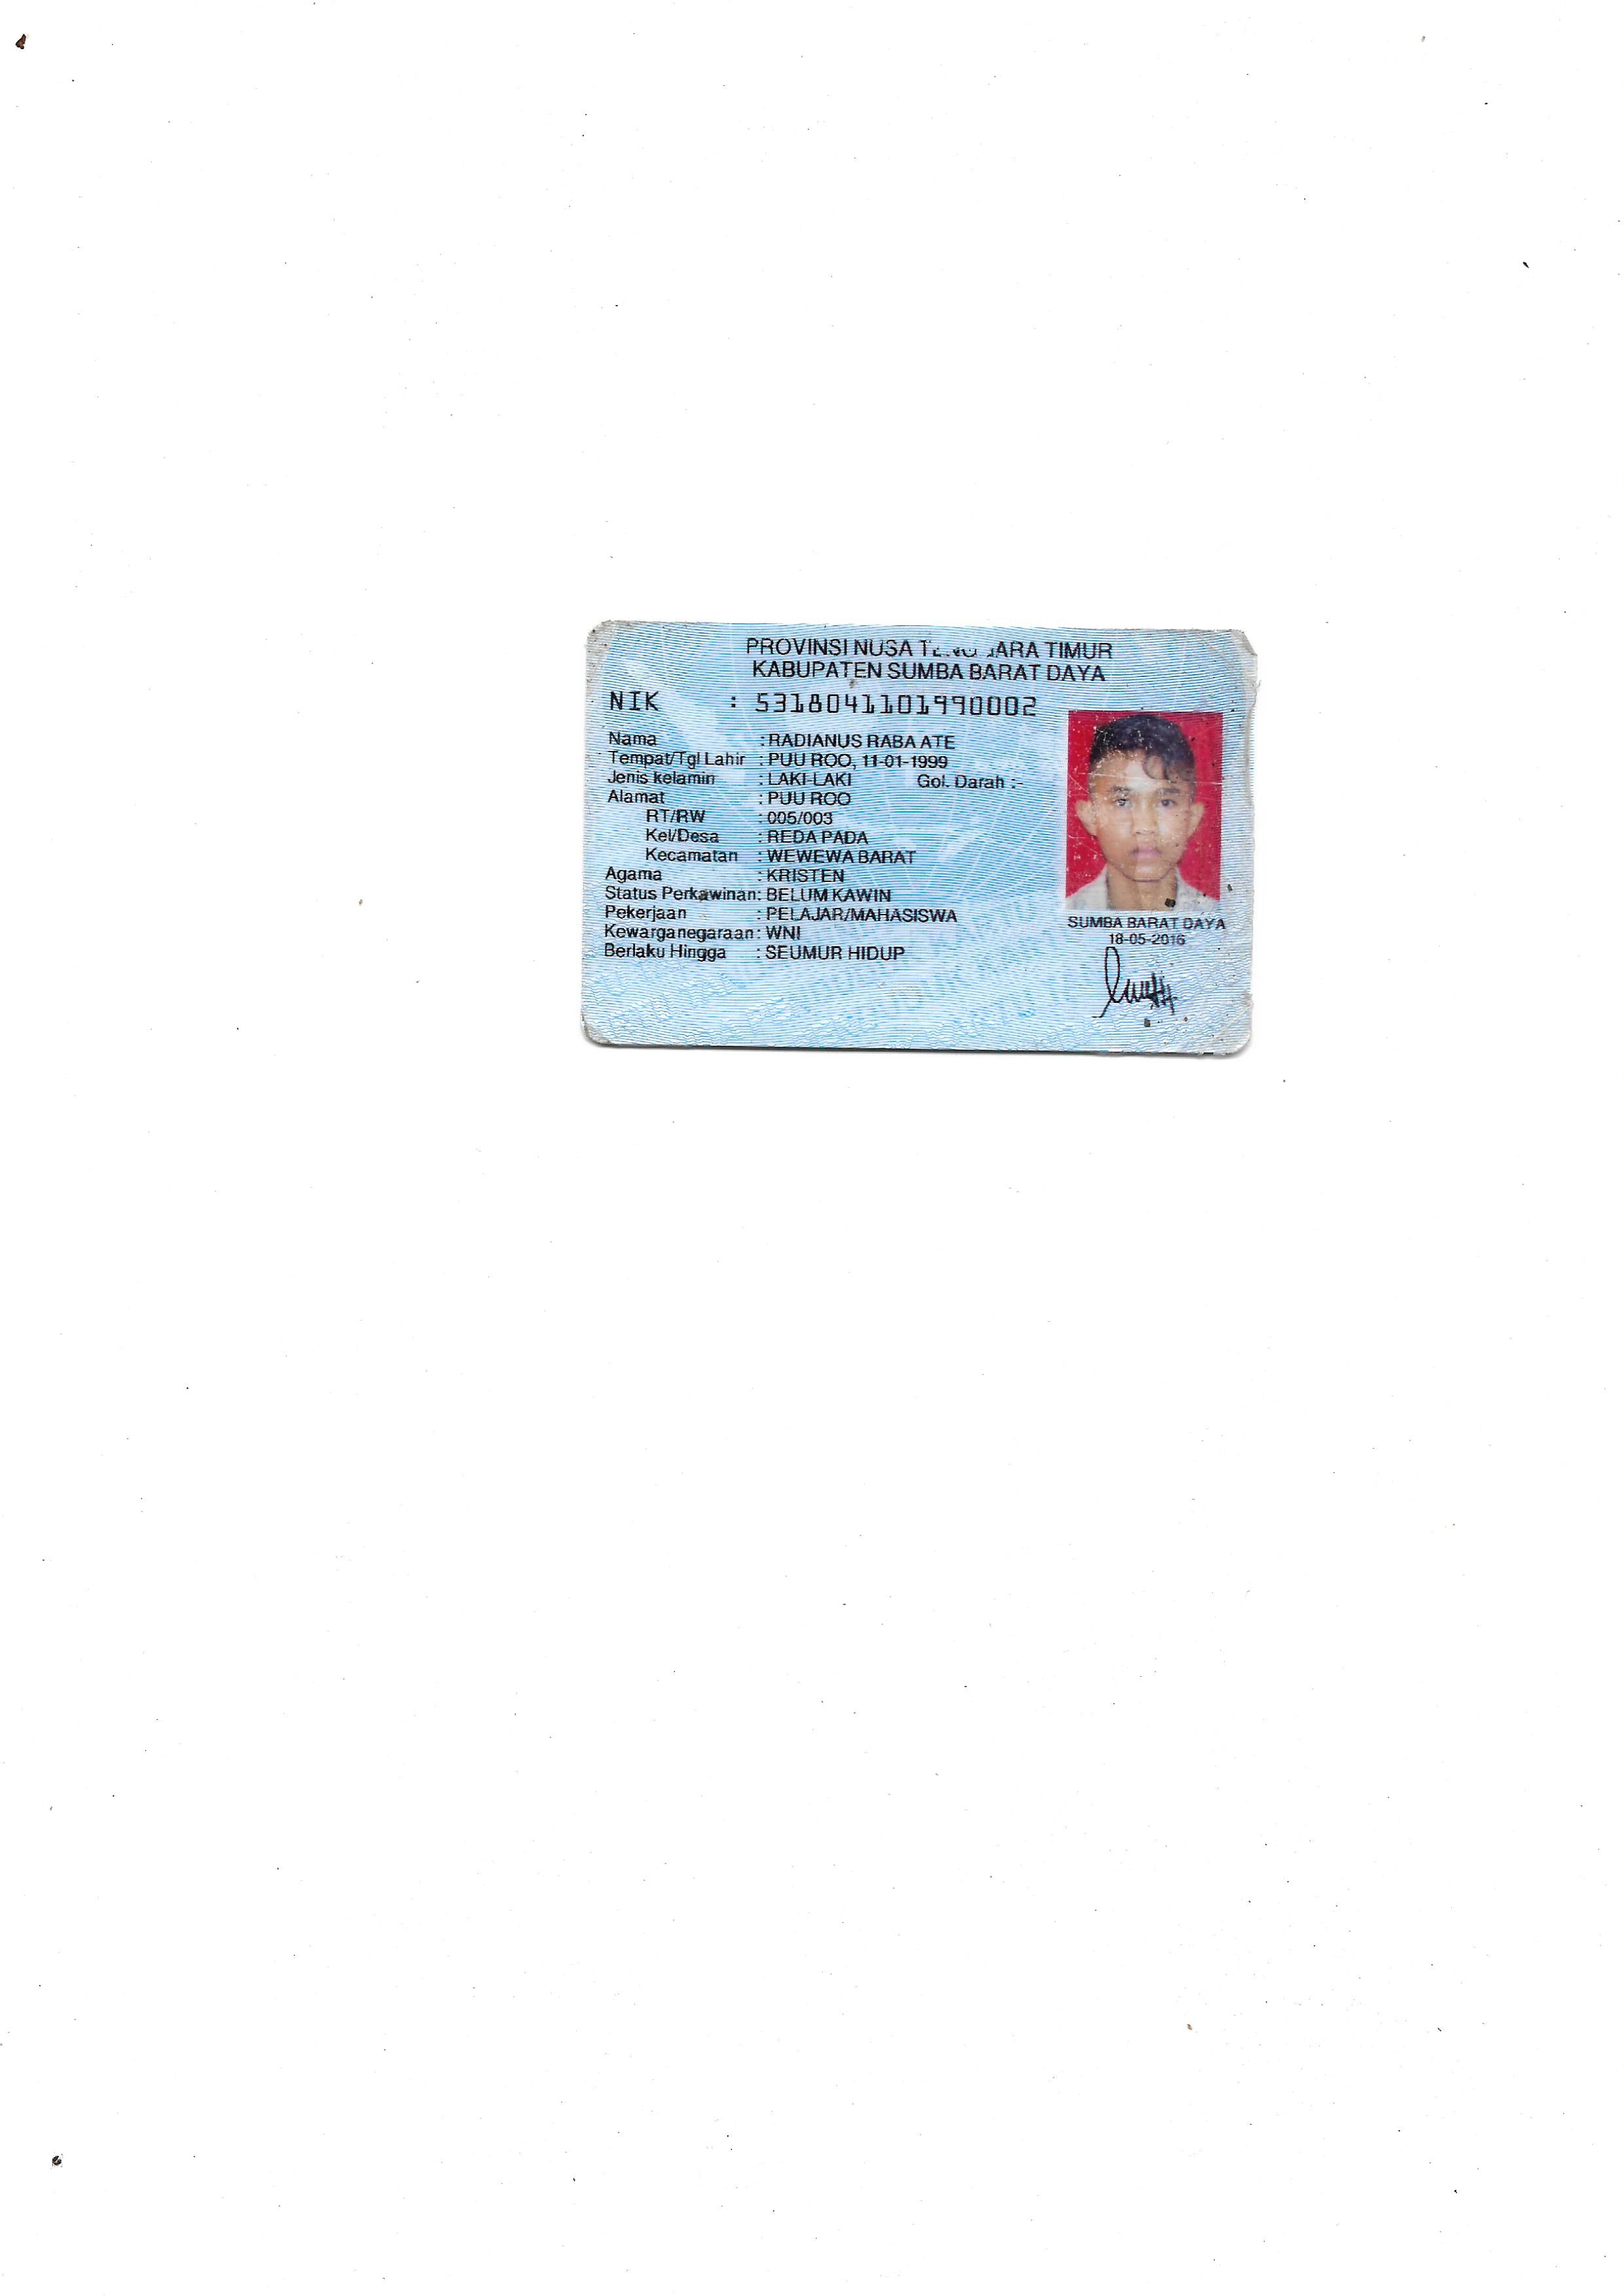 PROVINSI NUSA TIMUR
KABUPATEN SUMBA BARAT DAYA
NIK : 5318041101990002
Nama : RADIANUS RABA ATE
Tempat/Tgl Lahir : PUU ROO, 11-01-1999
Jenis kelamin : LAKI-LAKI Gol. Darah :-
Alamat : PUU ROO
RT/RW : 005/003
Kel/Desa : REDA PADA
Kecamatan : WEWEWA BARAT
Agama : KRISTEN
Status Perkawinan: BELUM KAWIN
Pekerjaan : PELAJAR/MAHASISWA
Kewarganegaraan: WNI
Berlaku Hingga : SEUMUR HIDUP
SUMBA BARAT DAYA
18-05-2016